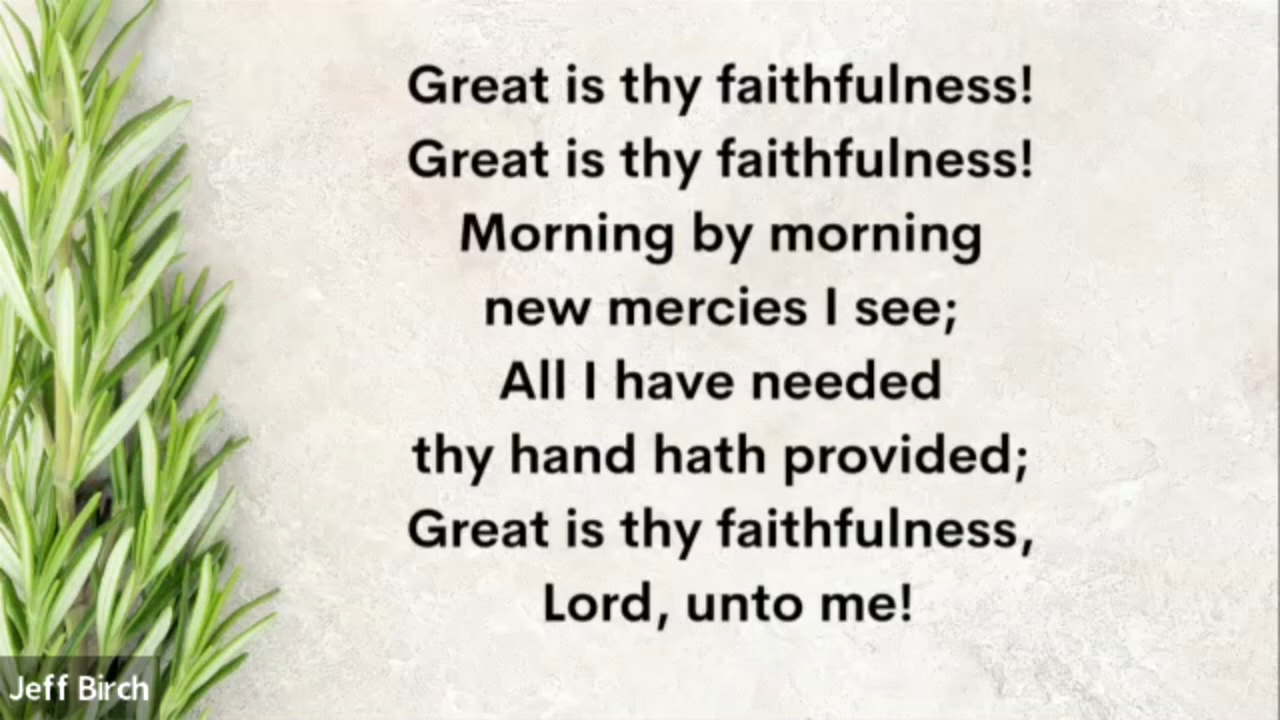 Great is thy faithfulness!
Great is thy faithfulness!
Morning by morning
new mercies I see;
All I have needed
thy hand hath provided;
Great is thy faithfulness,
Lord, unto me!
Jeff Birch